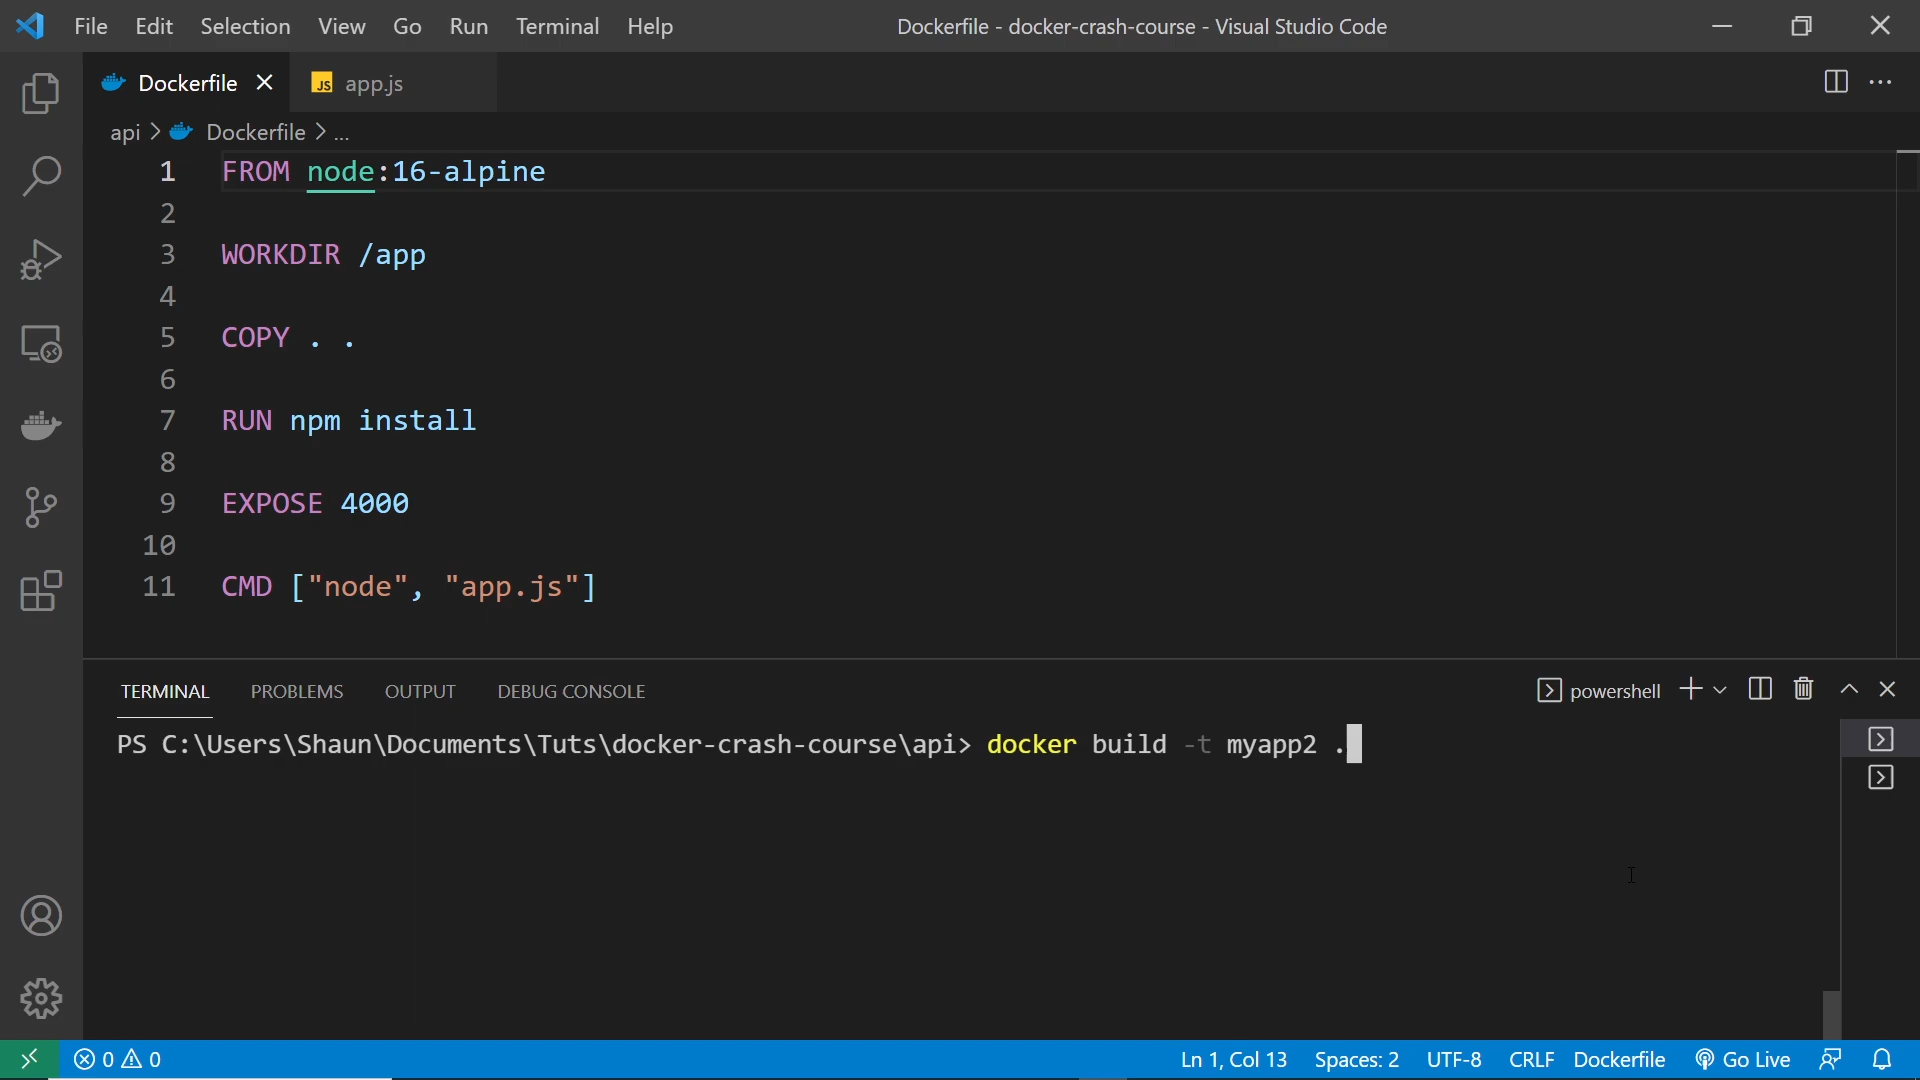 File Edit Selection View Go Run Terminal Help Dockerfile - docker-crash-course - Visual Studio Code
Dockerfile JS app.js
api > Dockerfile > ...
1 FROM node:16-alpine
2
3 WORKDIR /app
4
5 COPY . .
6
7 RUN npm install
8
9 EXPOSE 4000
10
11 CMD ["node", "app.js"]
TERMINAL PROBLEMS OUTPUT DEBUG CONSOLE powershell
PS C:\Users\Shaun\Documents\Tuts\docker-crash-course\api> docker build -t myapp2 .
0 0 Ln 1, Col 13 Spaces: 2 UTF-8 CRLF Dockerfile Go Live